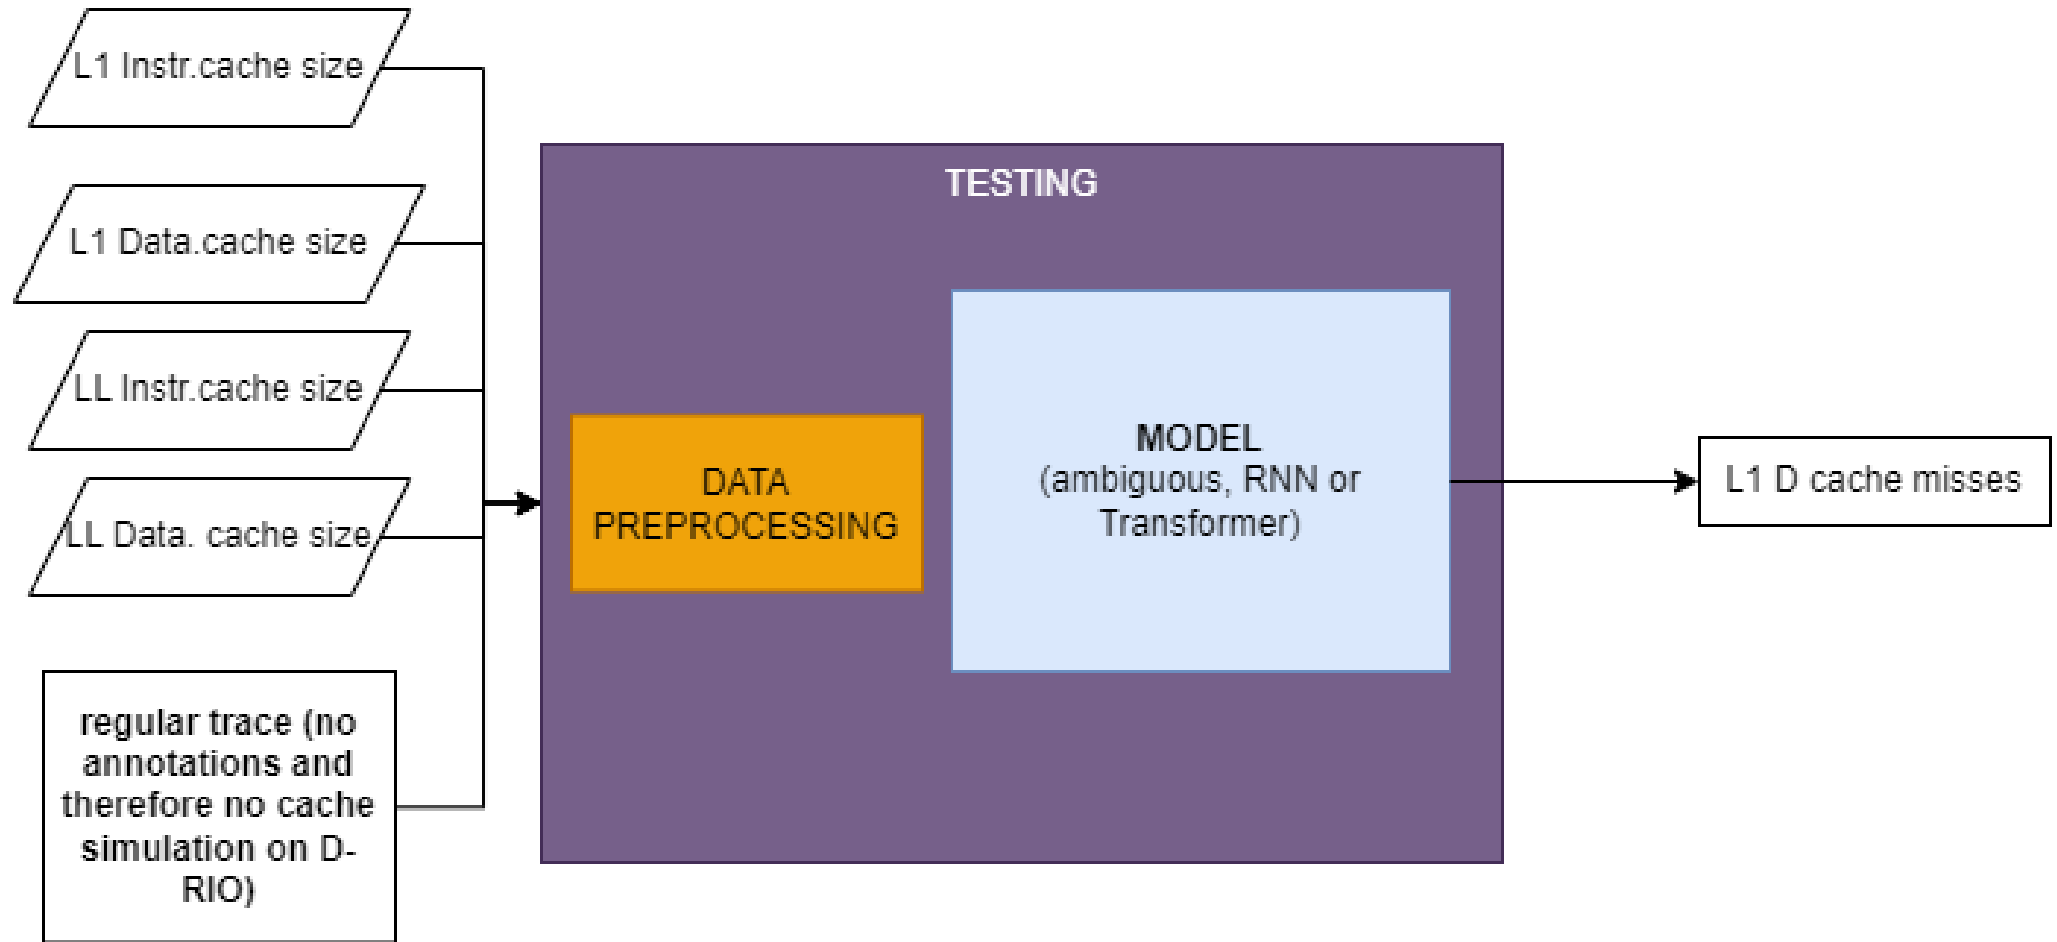 L1 Instr.cache size
L1 Data.cache size
LL Instr.cache size
LL Data. cache size
regular trace (no
annotations and
therefore no cache
simulation on D-
RIO)
TESTING
DATA
PREPROCESSING
MODEL
(ambiguous, RNN or
Transformer)
L1 D cache misses